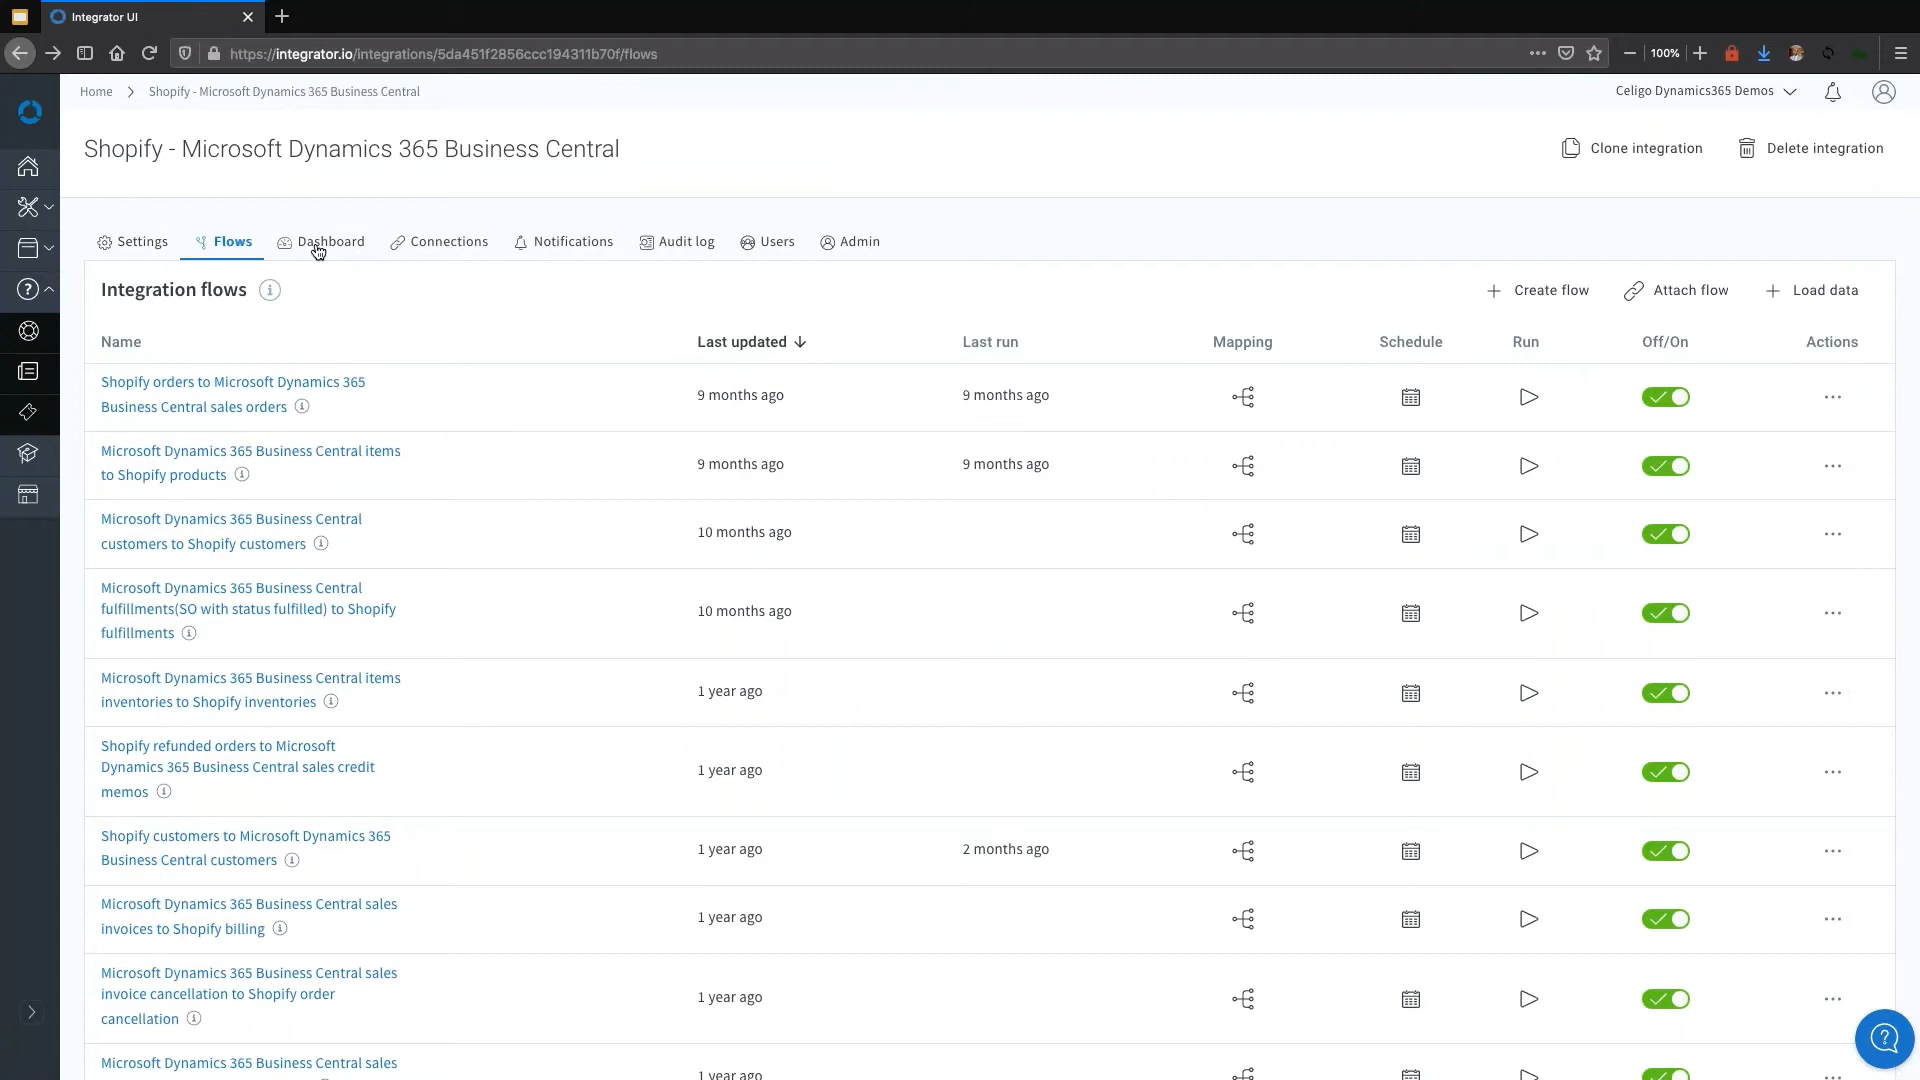 Integrator UI
https://integrator.io/integrations/5da451f2856ccc194311b70f/flows
100%
Home
Shopify - Microsoft Dynamics 365 Business Central
Celigo Dynamics365 Demos
Shopify - Microsoft Dynamics 365 Business Central
Clone integration
Delete integration
Settings
Flows
Dashboard
Connections
Notifications
Audit log
Users
Admin
Integration flows
Create flow
Attach flow
Load data
Name
Last updated
Last run
Mapping
Schedule
Run
Off/On
Actions
Shopify orders to Microsoft Dynamics 365
Business Central sales orders
9 months ago
9 months ago
Microsoft Dynamics 365 Business Central items
to Shopify products
9 months ago
9 months ago
Microsoft Dynamics 365 Business Central
customers to Shopify customers
10 months ago
Microsoft Dynamics 365 Business Central
fulfillments(SO with status fulfilled) to Shopify
fulfillments
10 months ago
Microsoft Dynamics 365 Business Central items
inventories to Shopify inventories
1 year ago
Shopify refunded orders to Microsoft
Dynamics 365 Business Central sales credit
memos
1 year ago
Shopify customers to Microsoft Dynamics 365
Business Central customers
1 year ago
2 months ago
Microsoft Dynamics 365 Business Central sales
invoices to Shopify billing
1 year ago
Microsoft Dynamics 365 Business Central sales
invoice cancellation to Shopify order
cancellation
1 year ago
Microsoft Dynamics 365 Business Central sales
1 year ago